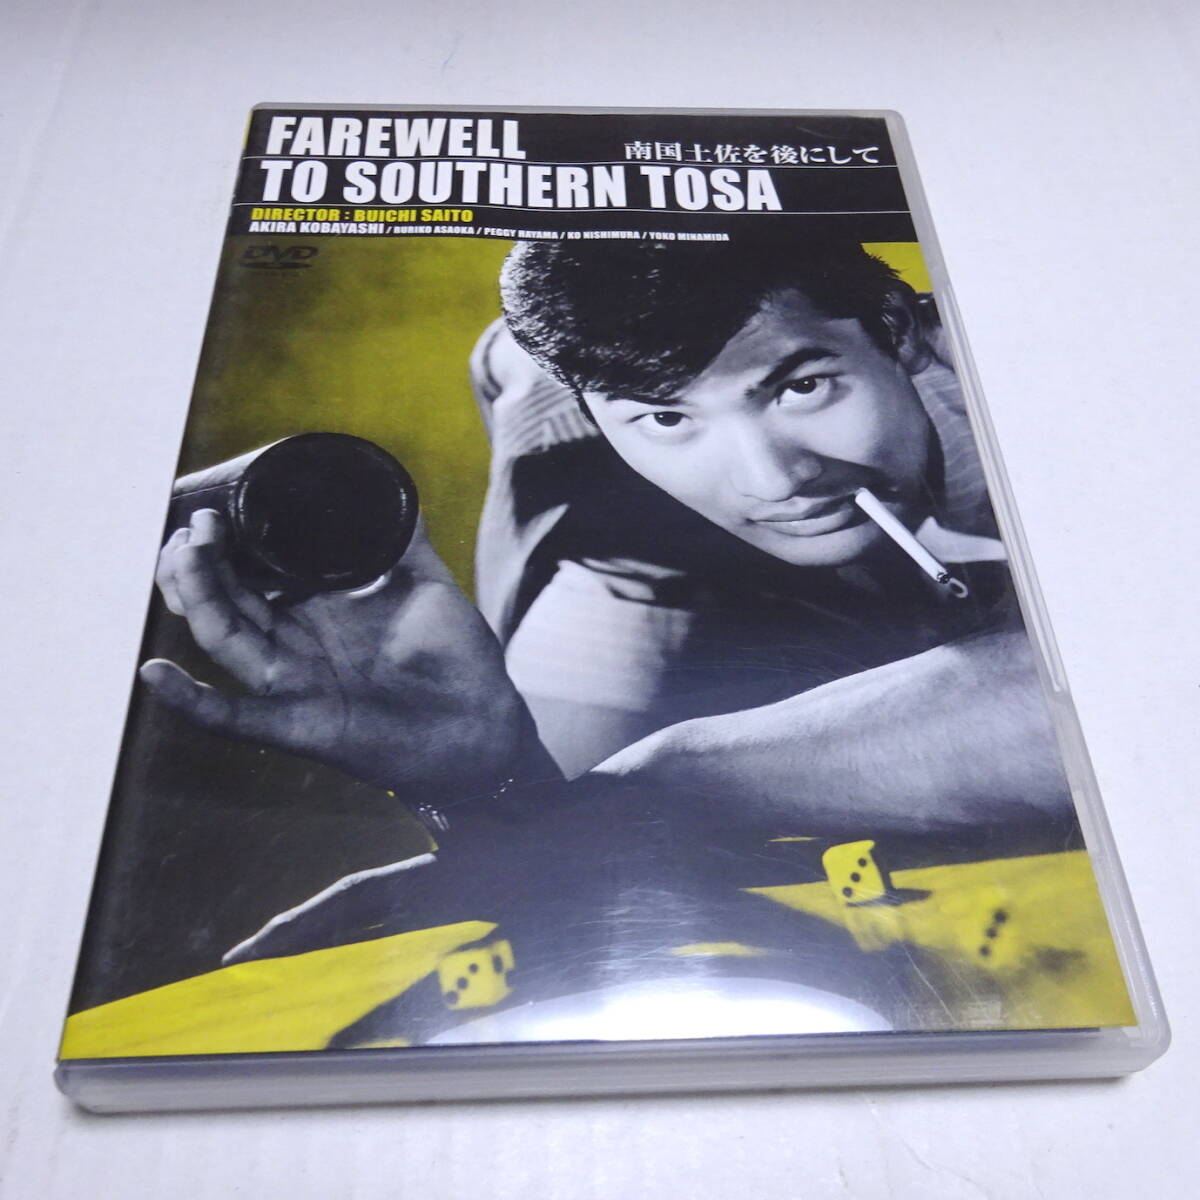 FAREWELL
南国土佐を後にして
TO SOUTHERN TOSA
DIRECTOR : BUICHI SAITO
AKIRA KOBAYASHI / RURIKO ASAOKA / PEGGY HAYAMA / KO NISHIMURA / YOKO MINAMIDA
DVD